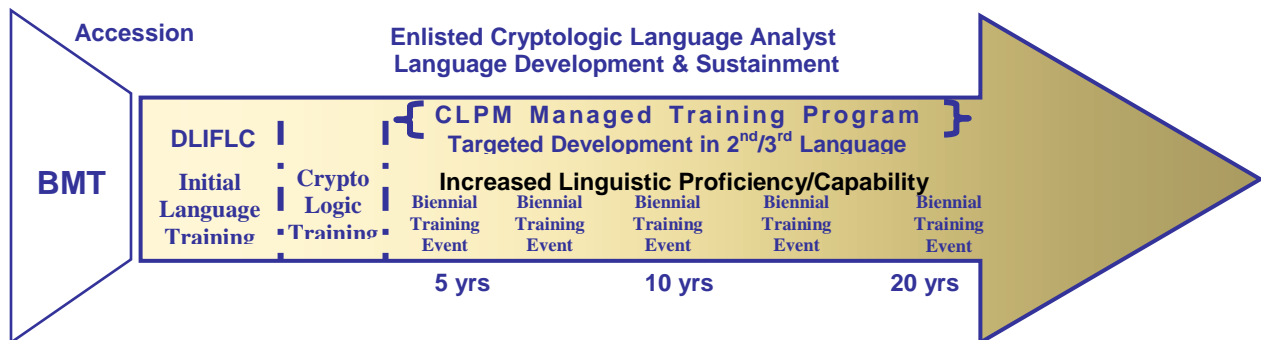 Accession
Enlisted Cryptologic Language Analyst
Language Development & Sustainment
BMT
DLIFLC
Initial
Language
Training
Crypto
Logic
Training
{ CLPM Managed Training Program }
Targeted Development in 2nd/3rd Language
Increased Linguistic Proficiency/Capability
Biennial
Training
Event
Biennial
Training
Event
Biennial
Training
Event
Biennial
Training
Event
Biennial
Training
Event
5 yrs
10 yrs
20 yrs